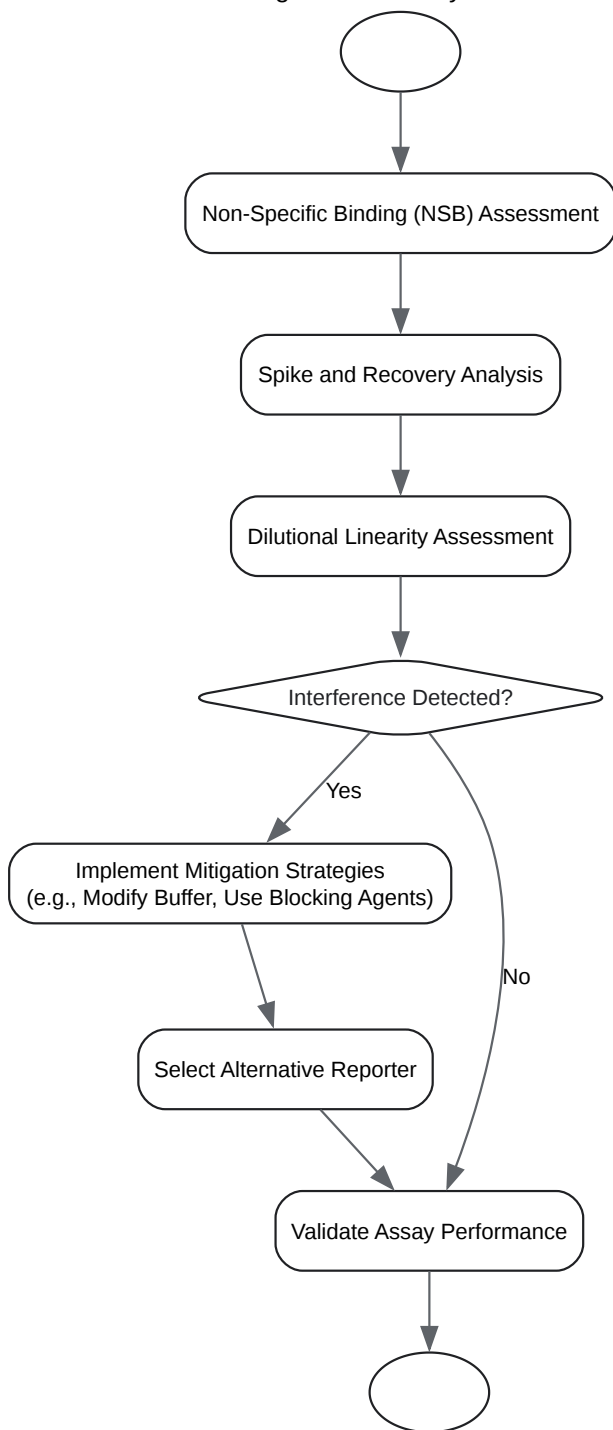 Non-Specific Binding (NSB) Assessment
Spike and Recovery Analysis
Dilutional Linearity Assessment
Interference Detected?
Yes
Implement Mitigation Strategies
(e.g., Modify Buffer, Use Blocking Agents)
No
Select Alternative Reporter
Validate Assay Performance